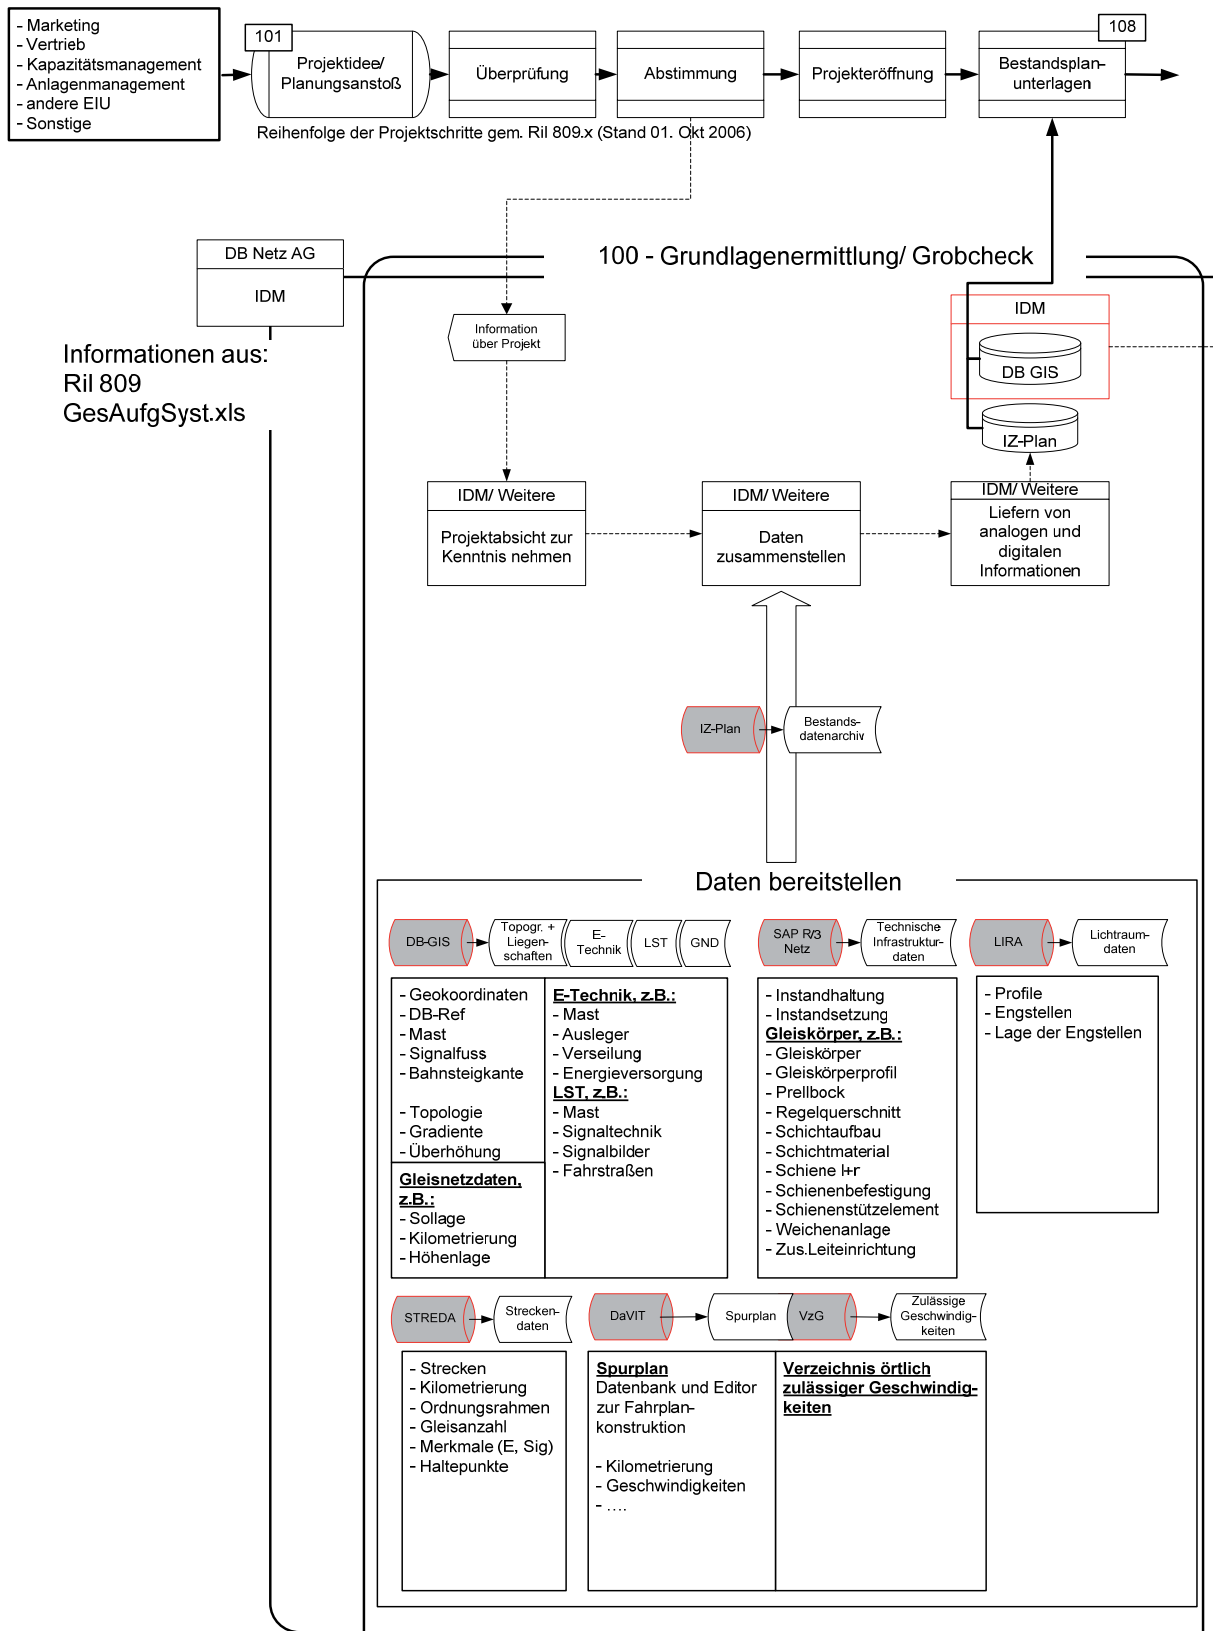 - Marketing
- Vertrieb
- Kapazitätsmanagement
- Anlagenmanagement
- andere EIU
- Sonstige
101
Projektidee/
Planungsanstoß
Überprüfung
Abstimmung
Projekteröffnung
108
Bestandsplan-
unterlagen
Reihenfolge der Projektschritte gem. Ril 809.x (Stand 01. Okt 2006)
DB Netz AG
IDM
Informationen aus:
Ril 809
GesAufgSyst.xls
100 - Grundlagenermittlung/ Grobcheck
Information
über Projekt
IDM
DB GIS
IZ-Plan
IDM/ Weitere
Projektabsicht zur
Kenntnis nehmen
IDM/ Weitere
Daten
zusammenstellen
IDM/ Weitere
Liefern von
analogen und
digitalen
Informationen
IZ-Plan
Bestands-
datenarchiv
Daten bereitstellen
DB-GIS
Topogr. +
Liegen-
schaften
E-
Technik
LST
GND
- Geokoordinaten
- DB-Ref
- Mast
- Signalfuss
- Bahnsteigkante
- Topologie
- Gradiente
- Überhöhung
Gleisnetzdaten,
z.B.:
- Sollage
- Kilometrierung
- Höhenlage
E-Technik, z.B.:
- Mast
- Ausleger
- Verseilung
- Energieversorgung
LST, z.B.:
- Mast
- Signaltechnik
- Signalbilder
- Fahrstraßen
SAP R/3
Netz
Technische
Infrastruktur-
daten
- Instandhaltung
- Instandsetzung
Gleiskörper, z.B.:
- Gleiskörper
- Gleiskörperprofil
- Prellbock
- Regelquerschnitt
- Schichtaufbau
- Schichtmaterial
- Schiene l+r
- Schienenbefestigung
- Schienenstützelement
- Weichenanlage
- Zus.Leiteinrichtung
LIRA
Lichtraum-
daten
- Profile
- Engstellen
- Lage der Engstellen
STREDA
Strecken-
daten
- Strecken
- Kilometrierung
- Ordnungsrahmen
- Gleisanzahl
- Merkmale (E, Sig)
- Haltepunkte
DaVIT
Spurplan
Spurplan
Datenbank und Editor
zur Fahrplan-
konstruktion
- Kilometrierung
- Geschwindigkeiten
- ....
VzG
Zulässige
Geschwindig-
keiten
Verzeichnis örtlich
zulässiger Geschwindig-
keiten